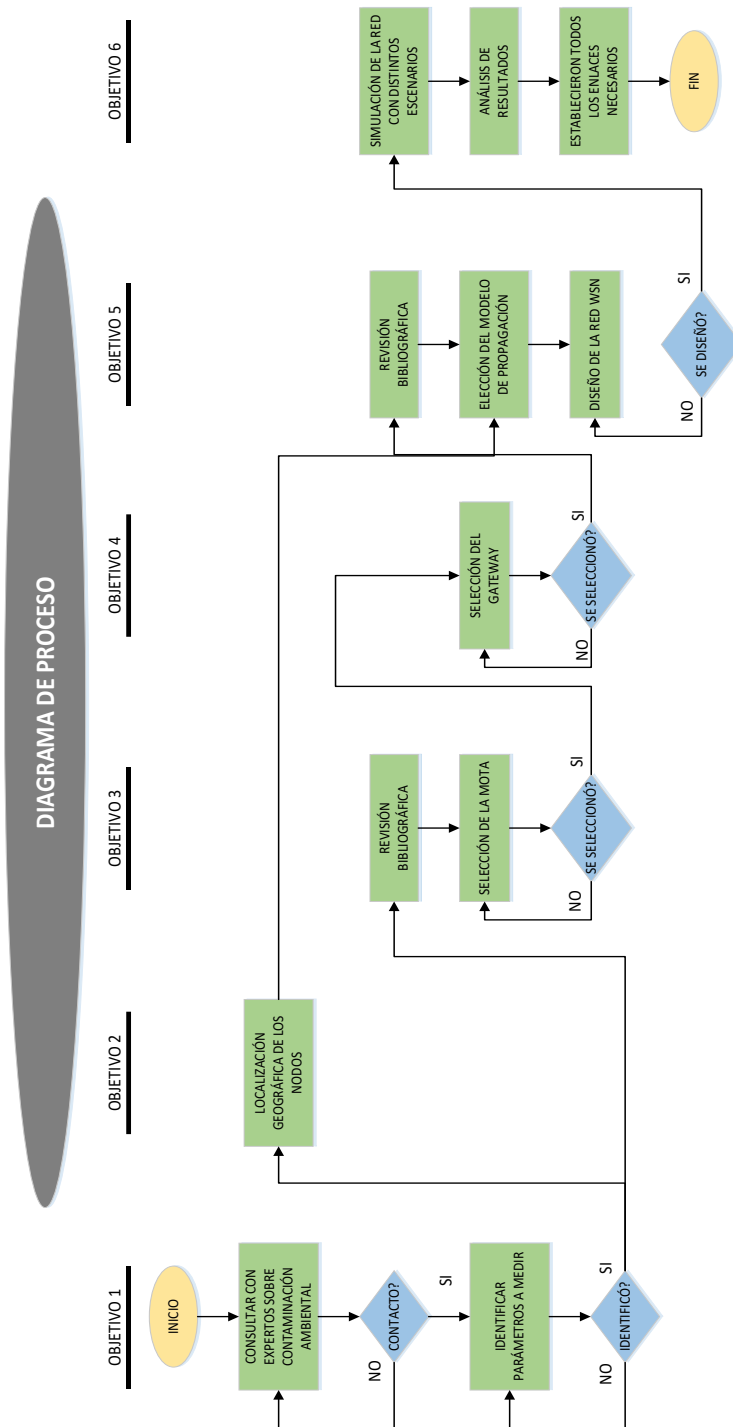 DIAGRAMA DE PROCESO
OBJETIVO 1
INICIO
CONSULTAR CON
EXPERTOS SOBRE
CONTAMINACIÓN
AMBIENTAL
CONTACTO?
NO
SI
IDENTIFICAR
PARÁMETROS A MEDIR
IDENTIFICÓ?
NO
SI
OBJETIVO 2
LOCALIZACIÓN
GEOGRÁFICA DE LOS
NODOS
OBJETIVO 3
REVISIÓN
BIBLIOGRÁFICA
SELECCIÓN DE LA MOTA
SE SELECCIONÓ?
NO
SI
OBJETIVO 4
SELECCIÓN DEL
GATEWAY
SE SELECCIONÓ?
NO
SI
OBJETIVO 5
REVISIÓN
BIBLIOGRÁFICA
ELECCIÓN DEL MODELO
DE PROPAGACIÓN
DISEÑO DE LA RED WSN
SE DISEÑÓ?
NO
SI
OBJETIVO 6
SIMULACIÓN DE LA RED
CON DISTINTOS
ESCENARIOS
ANÁLISIS DE
RESULTADOS
ESTABLECIERON TODOS
LOS ENLACES
NECESARIOS
FIN